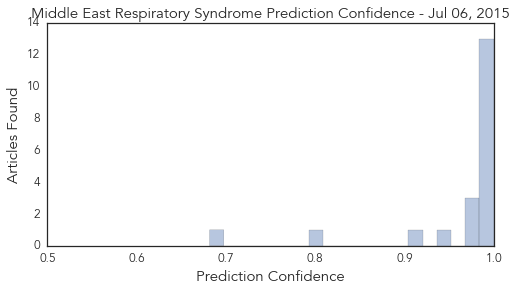 Middle East Respiratory Syndrome Prediction Confidence - Jul 06, 2015
14
12
10
8
6
4
2
0
Articles Found
0.5 0.6 0.7 0.8 0.9 1.0
Prediction Confidence